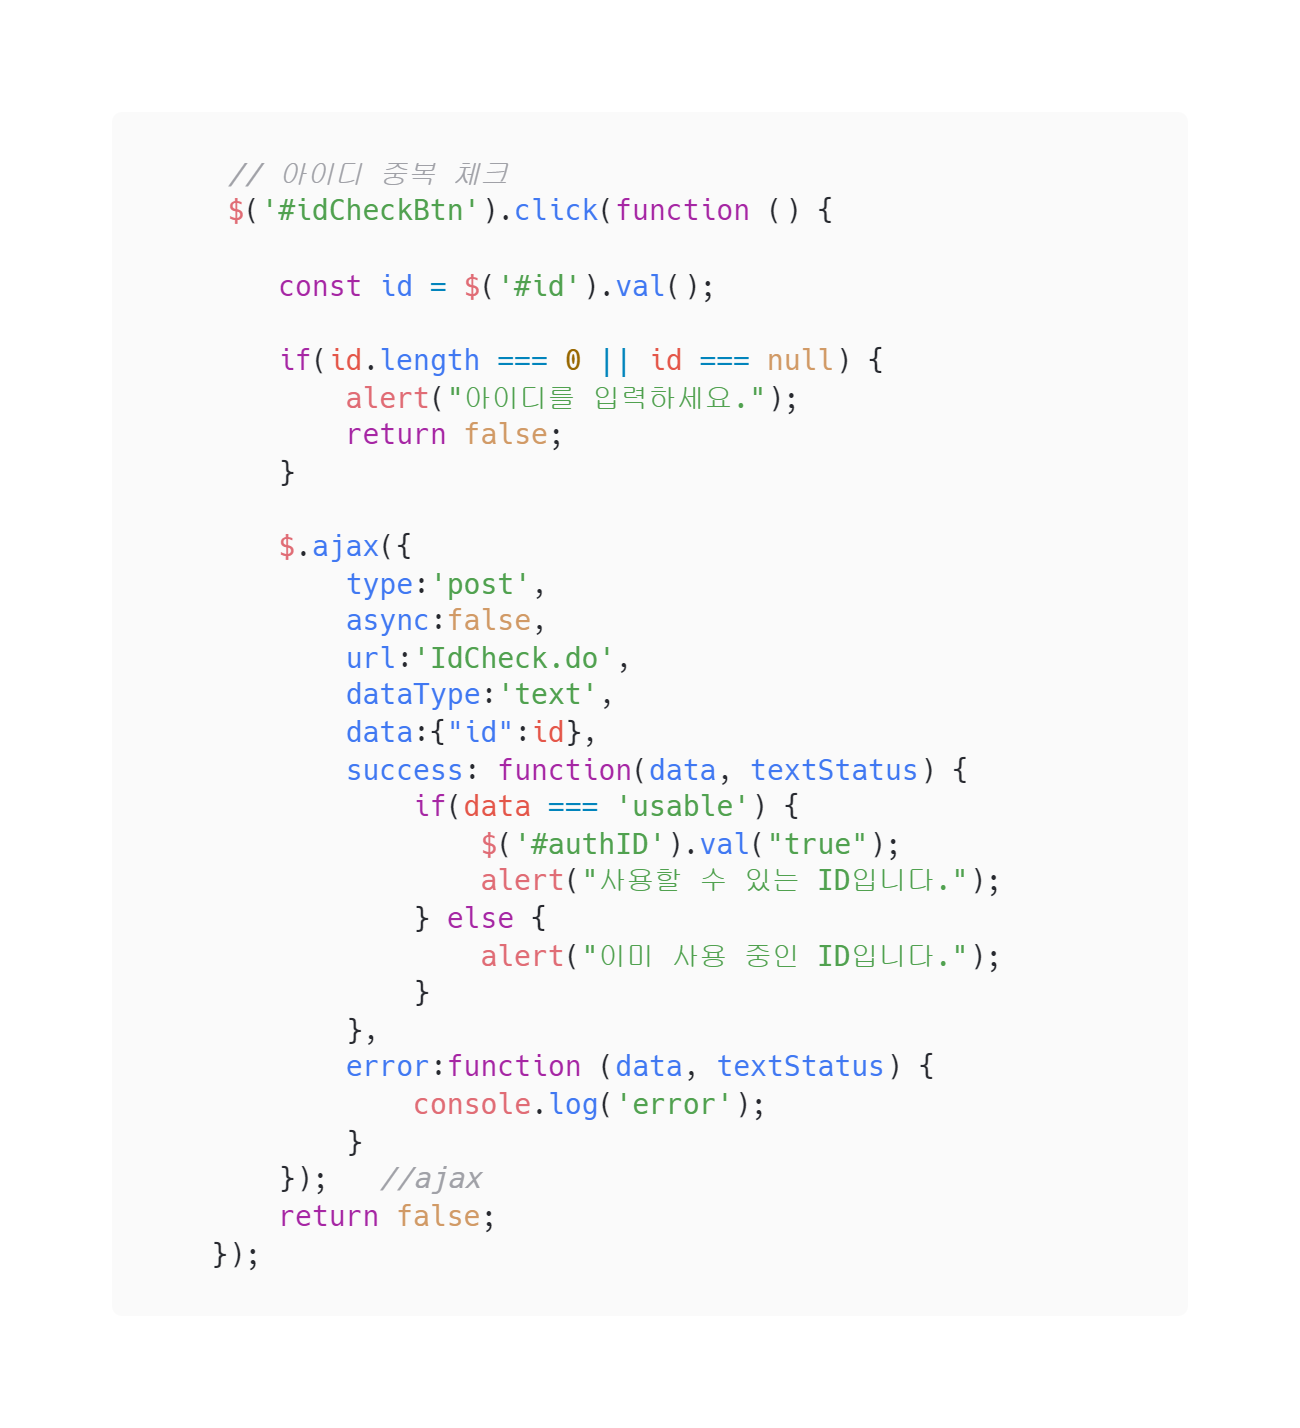 // 아이디 중복 체크
$('#idCheckBtn').click(function () {
const id = $('#id').val();
if(id.length === 0 || id === null) {
alert("아이디를 입력하세요.");
return false;
}
$.ajax({
type:'post',
async:false,
url:'IdCheck.do',
dataType:'text',
data:{"id":id},
success: function(data, textStatus) {
if(data === 'usable') {
$('#authID').val("true");
alert("사용할 수 있는 ID입니다.");
} else {
alert("이미 사용 중인 ID입니다.");
}
},
error:function (data, textStatus) {
console.log('error');
}
});   //ajax
return false;
});